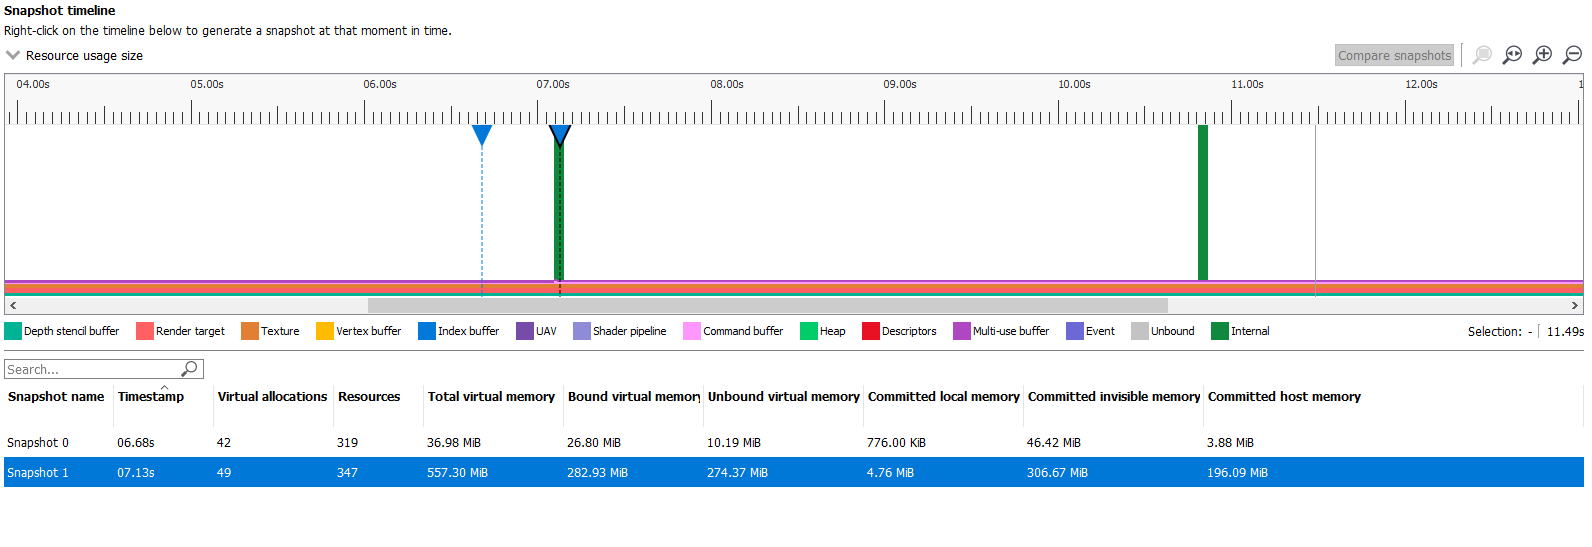 Snapshot timeline
Right-click on the timeline below to generate a snapshot at that moment in time.
Resource usage size
Compare snapshots
04.00s 05.00s 06.00s 07.00s 08.00s 09.00s 10.00s 11.00s 12.00s 1
Depth stencil buffer Render target Texture Vertex buffer Index buffer UAV Shader pipeline Command buffer Heap Descriptors Multi-use buffer Event Unbound Internal Selection: - 11.49s
Search...
Snapshot name Timestamp Virtual allocations Resources Total virtual memory Bound virtual memory Unbound virtual memory Committed local memory Committed invisible memory Committed host memory
Snapshot 0 06.68s 42 319 36.98 MiB 26.80 MiB 10.19 MiB 776.00 KiB 46.42 MiB 3.88 MiB
Snapshot 1 07.13s 49 347 557.30 MiB 282.93 MiB 274.37 MiB 4.76 MiB 306.67 MiB 196.09 MiB